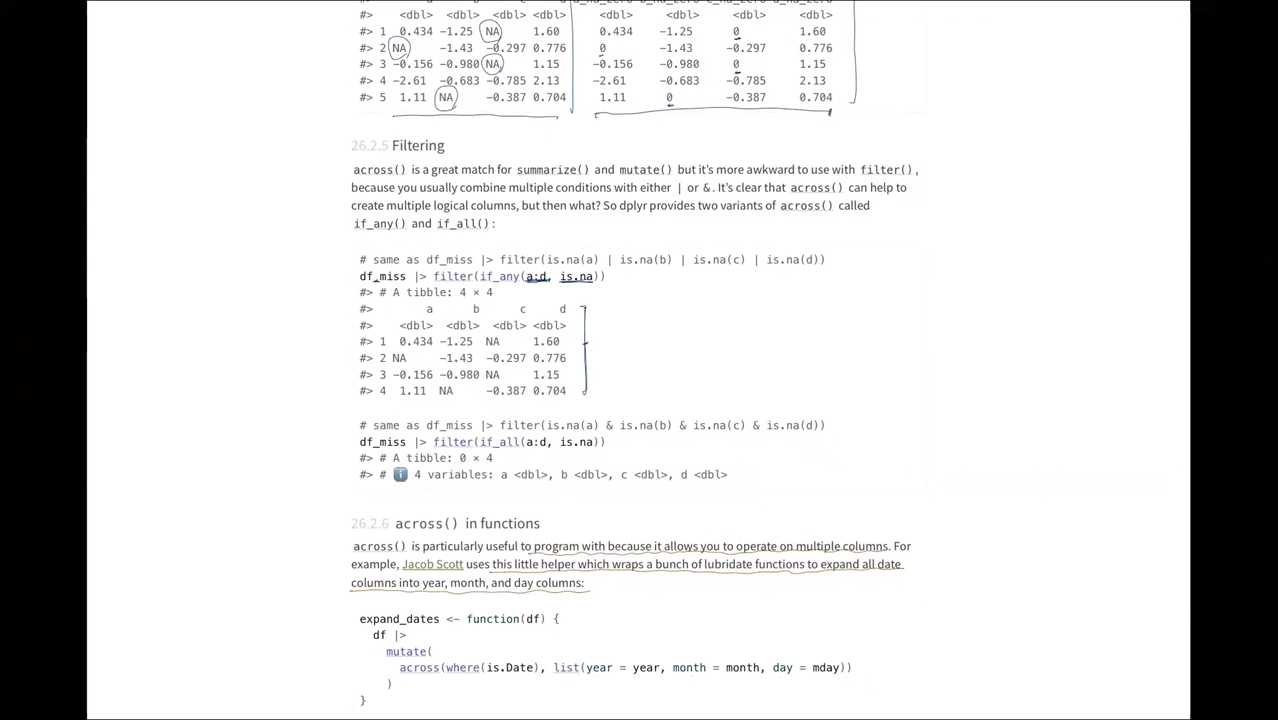 #> <dbl> <dbl> <dbl> <dbl> <dbl> <dbl> <dbl> <dbl>
#> 1 0.434 -1.25 NA 1.60 0.434 -1.25 0 1.60
#> 2 NA -1.43 -0.297 0.776 0 -1.43 -0.297 0.776
#> 3 -0.156 -0.980 NA 1.15 -0.156 -0.980 0 1.15
#> 4 -2.61 -0.683 -0.785 2.13 -2.61 -0.683 -0.785 2.13
#> 5 1.11 NA -0.387 0.704 1.11 0 -0.387 0.704
26.2.5 Filtering
across() is a great match for summarize() and mutate() but it's more awkward to use with filter(),
because you usually combine multiple conditions with either | or &. It's clear that across() can help to
create multiple logical columns, but then what? So dplyr provides two variants of across() called
if_any() and if_all():
# same as df_miss |> filter(is.na(a) | is.na(b) | is.na(c) | is.na(d))
df_miss |> filter(if_any(a:d, is.na))
#> # A tibble: 4 × 4
#> a b c d
#> <dbl> <dbl> <dbl> <dbl>
#> 1 0.434 -1.25 NA 1.60
#> 2 NA -1.43 -0.297 0.776
#> 3 -0.156 -0.980 NA 1.15
#> 4 1.11 NA -0.387 0.704
# same as df_miss |> filter(is.na(a) & is.na(b) & is.na(c) & is.na(d))
df_miss |> filter(if_all(a:d, is.na))
#> # A tibble: 0 × 4
#> # ℹ 4 variables: a <dbl>, b <dbl>, c <dbl>, d <dbl>
26.2.6 across() in functions
across() is particularly useful to program with because it allows you to operate on multiple columns. For
example, Jacob Scott uses this little helper which wraps a bunch of lubridate functions to expand all date
columns into year, month, and day columns:
expand_dates <- function(df) {
df |>
mutate(
across(where(is.Date), list(year = year, month = month, day = mday))
)
}